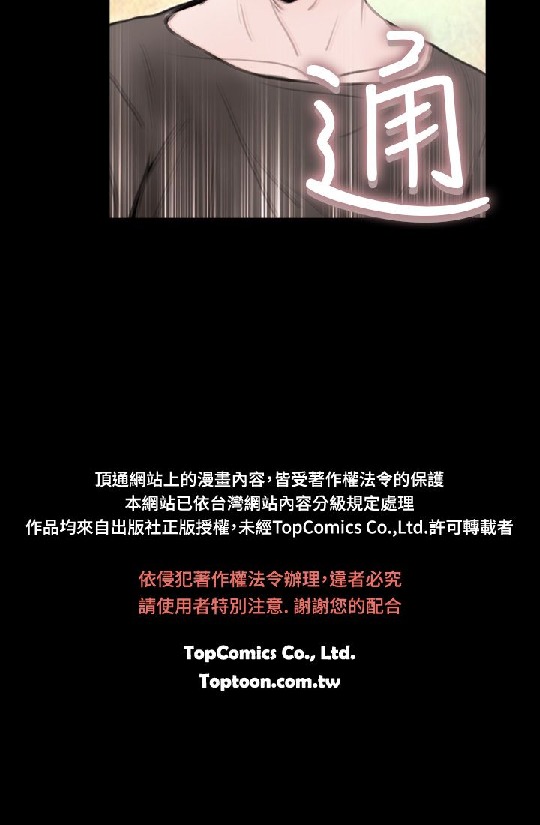 通
頂通網站上的漫畫內容，皆受著作權法令的保護
本網站已依台灣網站內容分級規定處理
作品均來自出版社正版授權，未經TopComics Co.,Ltd.許可轉載者
依侵犯著作權法令辦理，違者必究
請使用者特別注意. 謝謝您的配合
TopComics Co., Ltd.
Toptoon.com.tw